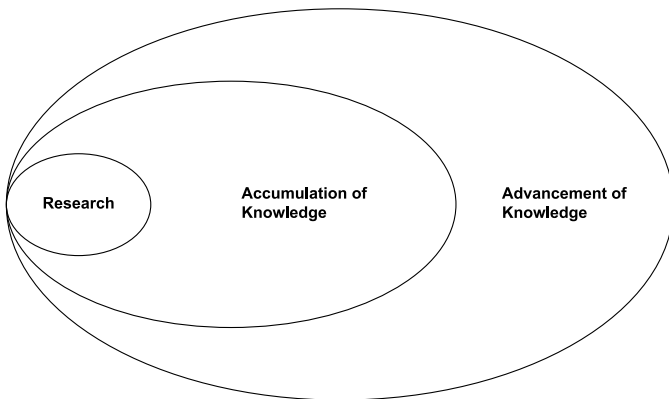 Research
Accumulation of
Knowledge
Advancement of
Knowledge